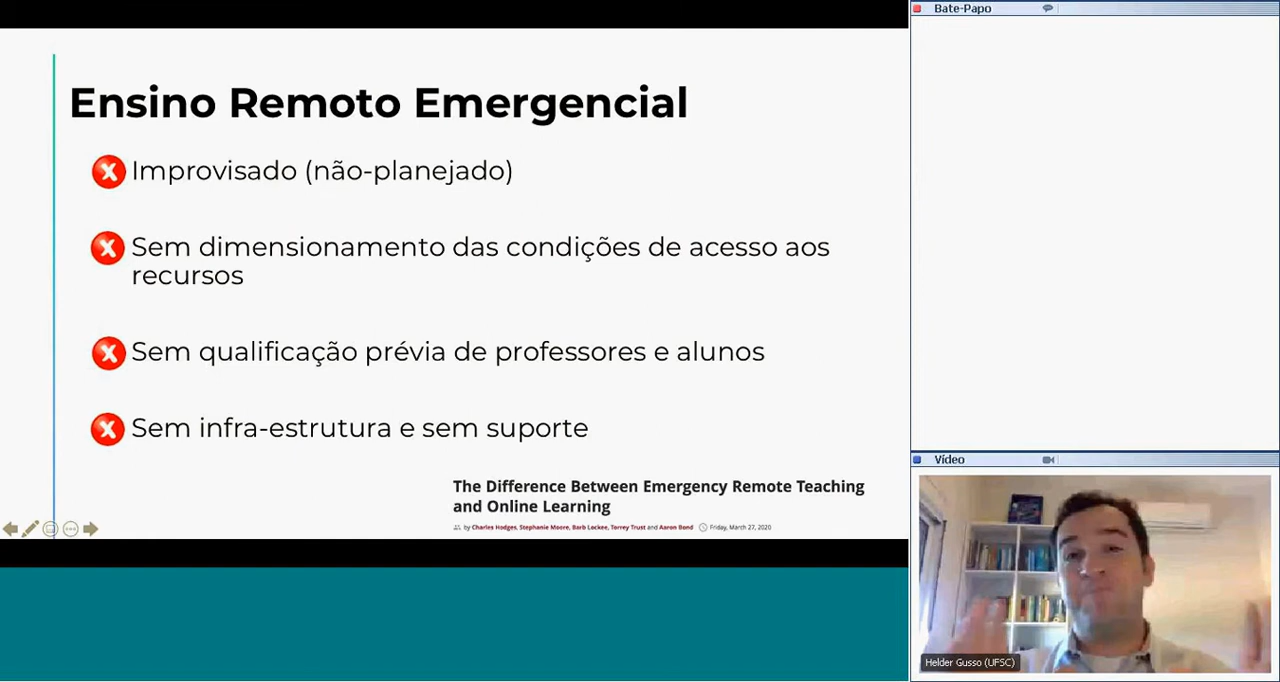 Ensino Remoto Emergencial
Improvisado (não-planejado)
Sem dimensionamento das condições de acesso aos
recursos
Sem qualificação prévia de professores e alunos
Sem infra-estrutura e sem suporte
The Difference Between Emergency Remote Teaching
and Online Learning
by Charles Hodges, Stephanie Moore, Barb Lockee, Torrey Trust and Aaron Bond Friday, March 27, 2020
Bate-Papo
Vídeo
Helder Gusso (UFSC)